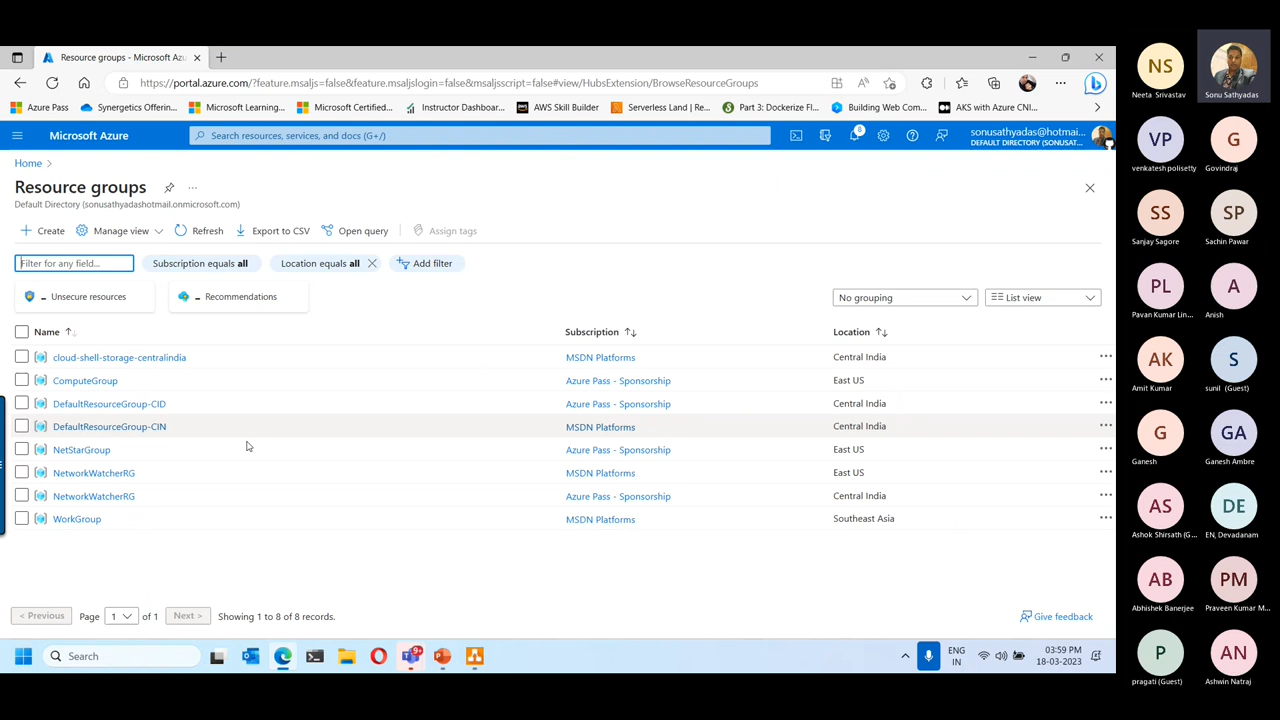 Resource groups - Microsoft Azu
https://portal.azure.com/?feature.msaljs=false&feature.msaljslogin=false&msaljsscript=false#view/HubsExtension/BrowseResourceGroups
Azure Pass
Synergetics Offering...
Microsoft Learning...
Microsoft Certified...
Instructor Dashboar...
AWS Skill Builder
Serverless Land | Re...
Part 3: Dockerize Fl...
Building Web Com...
AKS with Azure CNI...
Microsoft Azure
Search resources, services, and docs (G+/)
8
sonusathyadas@hotmai...
DEFAULT DIRECTORY (SONUSAT...
Home
Resource groups
Default Directory (sonusathyadashotmail.onmicrosoft.com)
Create
Manage view
Refresh
Export to CSV
Open query
Assign tags
Filter for any field...
Subscription equals all
Location equals all
Add filter
– Unsecure resources
– Recommendations
No grouping
List view
Name Subscription Location
cloud-shell-storage-centralindia MSDN Platforms Central India
ComputeGroup Azure Pass - Sponsorship East US
DefaultResourceGroup-CID Azure Pass - Sponsorship Central India
DefaultResourceGroup-CIN MSDN Platforms Central India
NetStarGroup Azure Pass - Sponsorship East US
NetworkWatcherRG MSDN Platforms East US
NetworkWatcherRG Azure Pass - Sponsorship Central India
WorkGroup MSDN Platforms Southeast Asia
< Previous Page 1 of 1 Next > Showing 1 to 8 of 8 records.
Give feedback
Search
9+
ENG
IN
03:59 PM
18-03-2023
NS
Neeta Srivastav
Sonu Sathyadas
VP
venkatesh polisetty
G
Govindraj
SS
Sanjay Sagore
SP
Sachin Pawar
PL
Pavan Kumar Lin...
A
Anish
AK
Amit Kumar
S
sunil (Guest)
G
Ganesh
GA
Ganesh Ambre
AS
Ashok Shirsath (G...
DE
EN, Devadanam
AB
Abhishek Banerjee
PM
Praveen Kumar M...
P
pragati (Guest)
AN
Ashwin Natraj